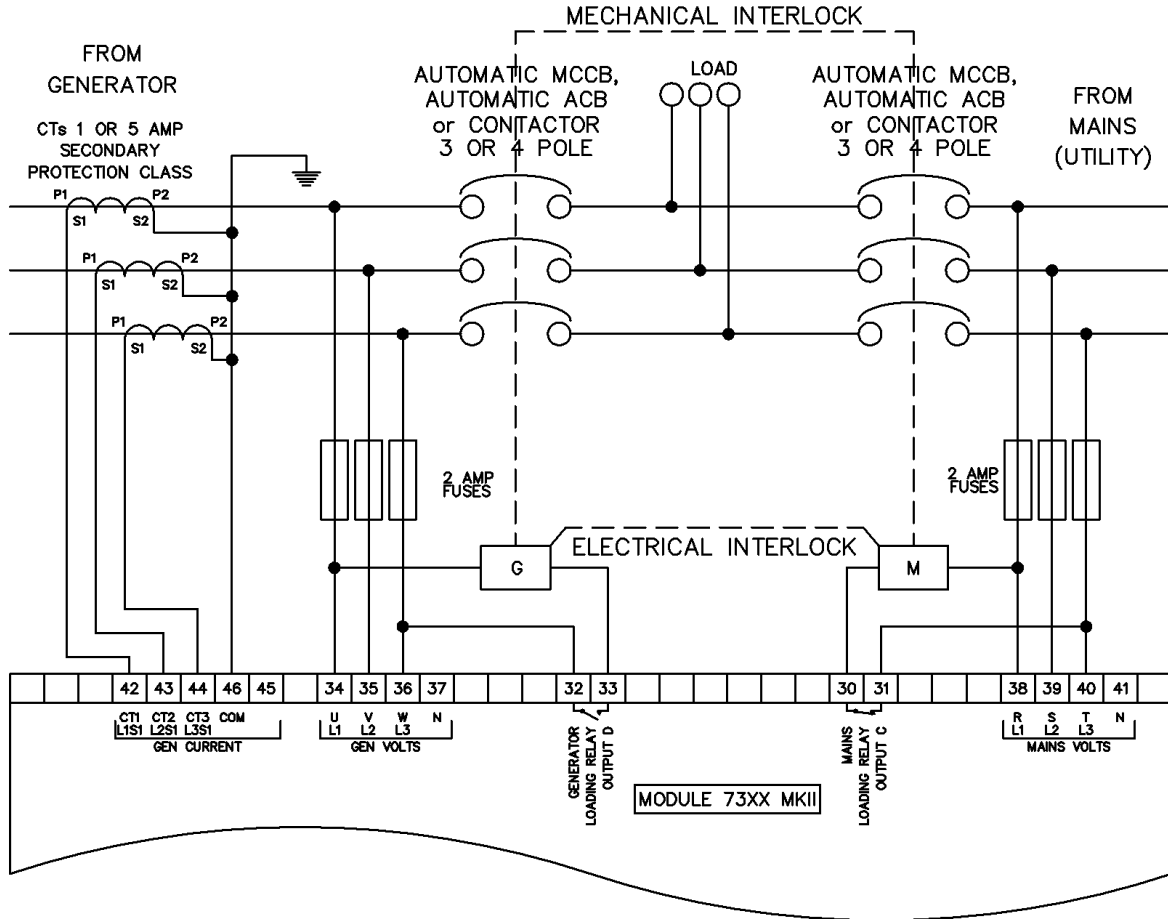 MECHANICAL INTERLOCK
FROM
GENERATOR
CTs 1 OR 5 AMP
SECONDARY
PROTECTION CLASS
AUTOMATIC MCCB,
AUTOMATIC ACB
or CONTACTOR
3 OR 4 POLE
LOAD
AUTOMATIC MCCB,
AUTOMATIC ACB
or CONTACTOR
3 OR 4 POLE
FROM
MAINS
(UTILITY)
P1 P2
S1 S2
P1 P2
S1 S2
P1 P2
S1 S2
2 AMP
FUSES
2 AMP
FUSES
ELECTRICAL INTERLOCK
G
M
42 43 44 46 45 34 35 36 37 32 33 30 31 38 39 40 41
CT1 CT2 CT3 COM
L1S1 L2S1 L3S1
GEN CURRENT
U V W N
L1 L2 L3
GEN VOLTS
GENERATOR
LOADING RELAY
OUTPUT D
MAINS
LOADING RELAY
OUTPUT C
R S T N
L1 L2 L3
MAINS VOLTS
MODULE 73XX MKII